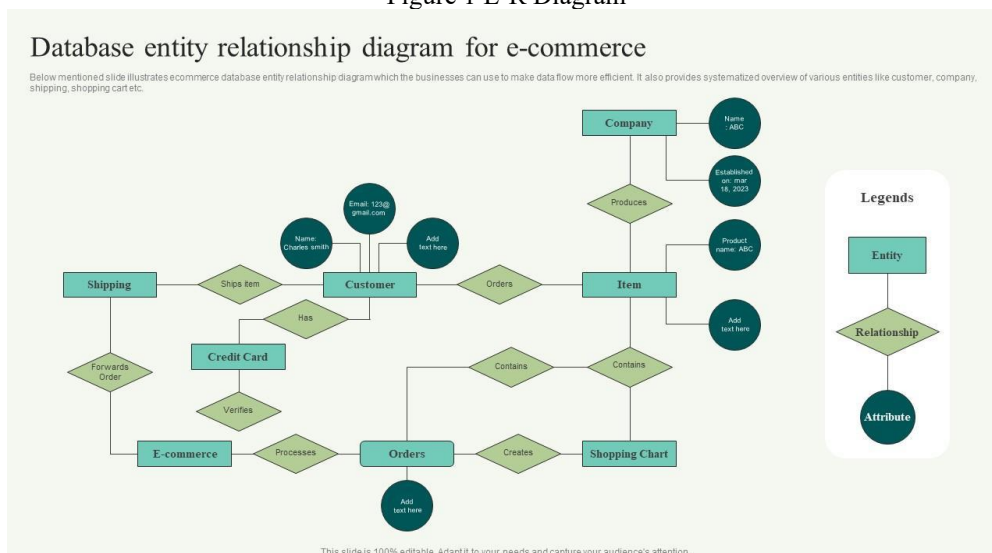 Figure 1 E-R Diagram
Database entity relationship diagram for e-commerce
Below mentioned slide illustrates ecommerce database entity relationship diagram which the businesses can use to make data flow more efficient. It also provides systematized overview of various entities like customer, company,
shipping, shopping cart etc.
Company
Name
: ABC
Established
on: mar
18, 2023
Produces
Legends
Email: 123@
gmail.com
Name:
Charles smith
Add
text here
Product
name: ABC
Entity
Shipping
Ships item
Customer
Orders
Item
Has
Add
text here
Relationship
Credit Card
Forwards
Order
Contains
Contains
Verifies
Attribute
E-commerce
Processes
Orders
Creates
Shopping Chart
Add
text here
This slide is 100% editable. Adapt it to your needs and capture your audience's attention.